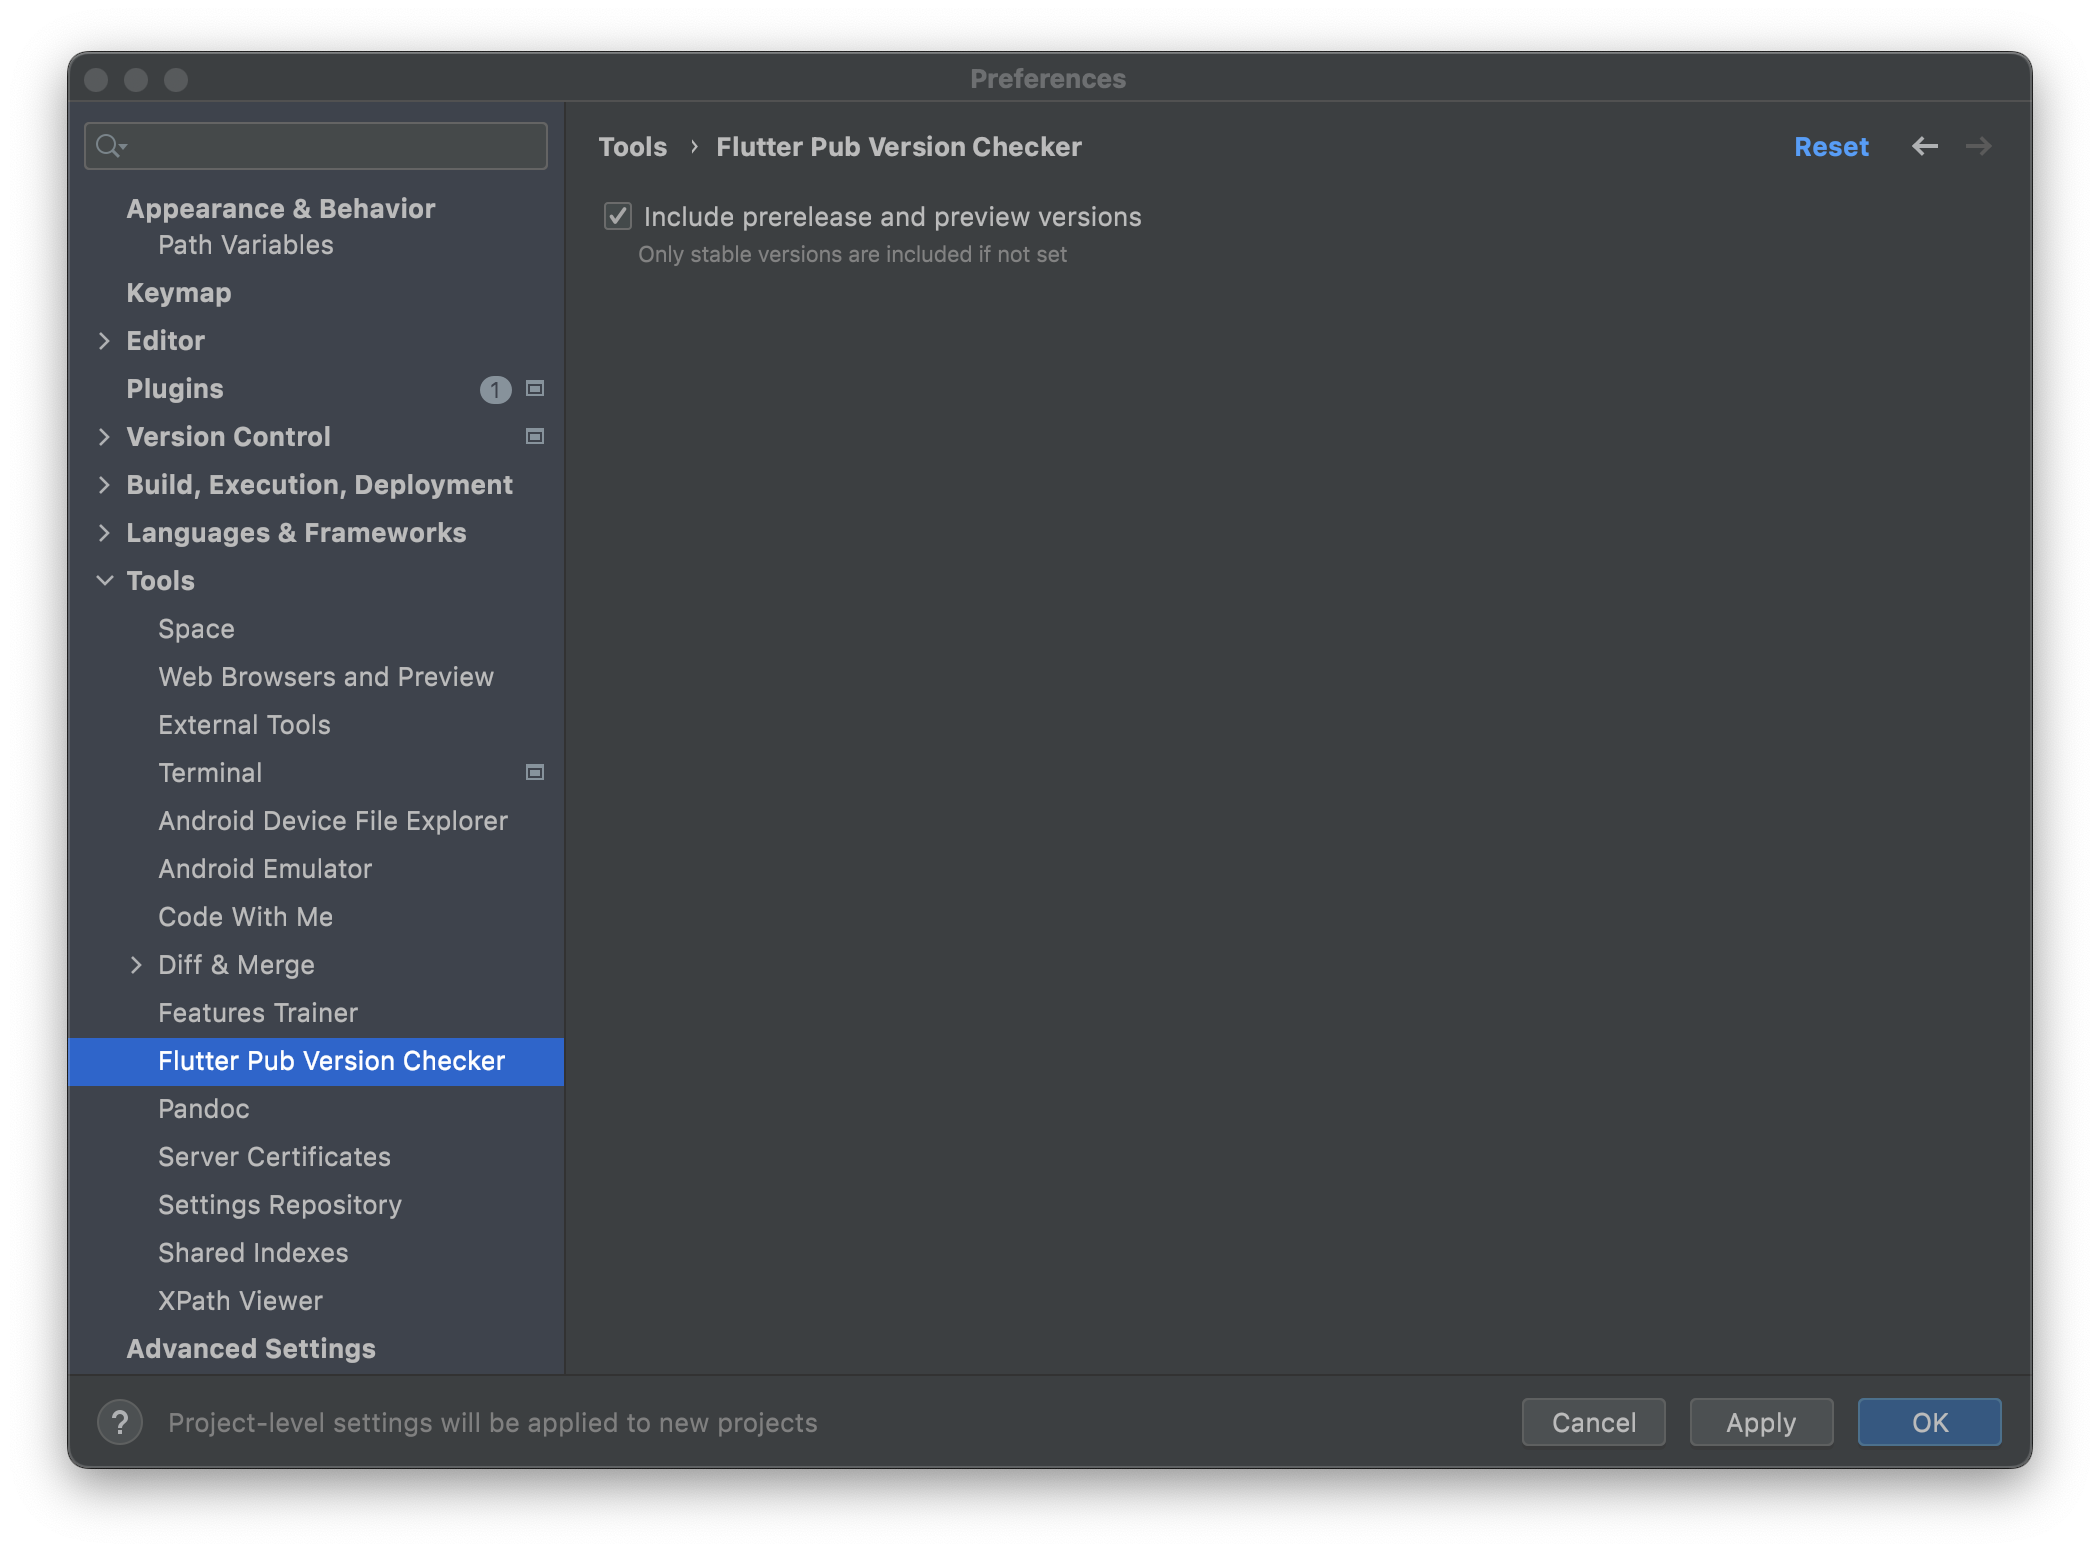 Preferences
Tools › Flutter Pub Version Checker
Reset
Include prerelease and preview versions
Only stable versions are included if not set
Appearance & Behavior
Path Variables
Keymap
Editor
Plugins 1
Version Control
Build, Execution, Deployment
Languages & Frameworks
Tools
Space
Web Browsers and Preview
External Tools
Terminal
Android Device File Explorer
Android Emulator
Code With Me
Diff & Merge
Features Trainer
Flutter Pub Version Checker
Pandoc
Server Certificates
Settings Repository
Shared Indexes
XPath Viewer
Advanced Settings
? Project-level settings will be applied to new projects
Cancel
Apply
OK